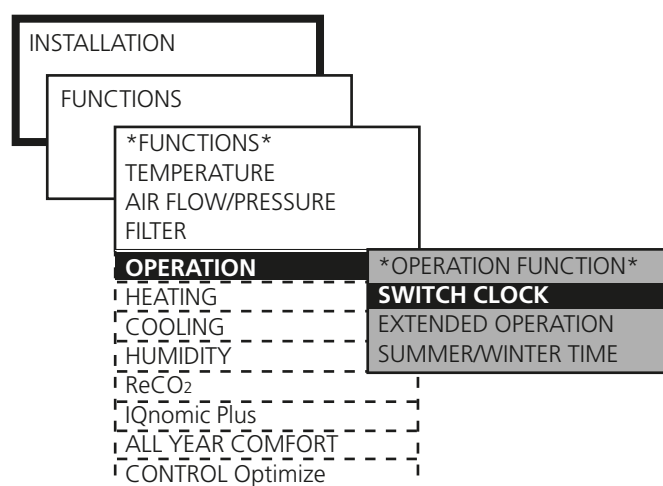 INSTALLATION
FUNCTIONS
*FUNCTIONS*
TEMPERATURE
AIR FLOW/PRESSURE
FILTER
OPERATION
HEATING
COOLING
HUMIDITY
ReCO2
IQnomic Plus
ALL YEAR COMFORT
CONTROL Optimize
*OPERATION FUNCTION*
SWITCH CLOCK
EXTENDED OPERATION
SUMMER/WINTER TIME